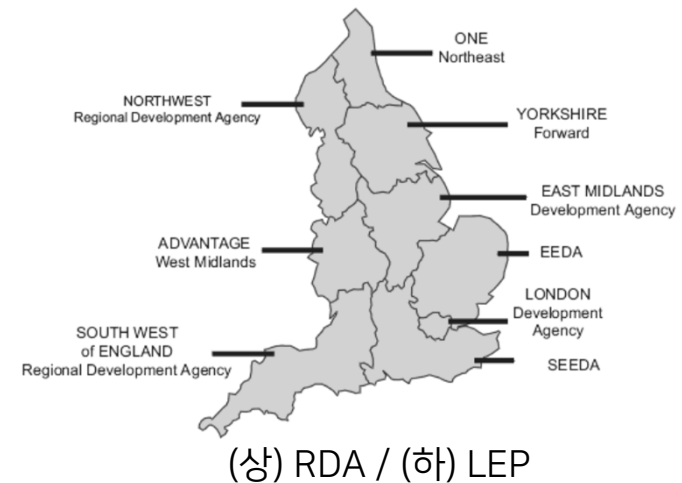 ONE
Northeast
NORTHWEST
Regional Development Agency
YORKSHIRE
Forward
EAST MIDLANDS
Development Agency
ADVANTAGE
West Midlands
EEDA
LONDON
Development
Agency
SOUTH WEST
of ENGLAND
Regional Development Agency
SEEDA
(상) RDA / (하) LEP